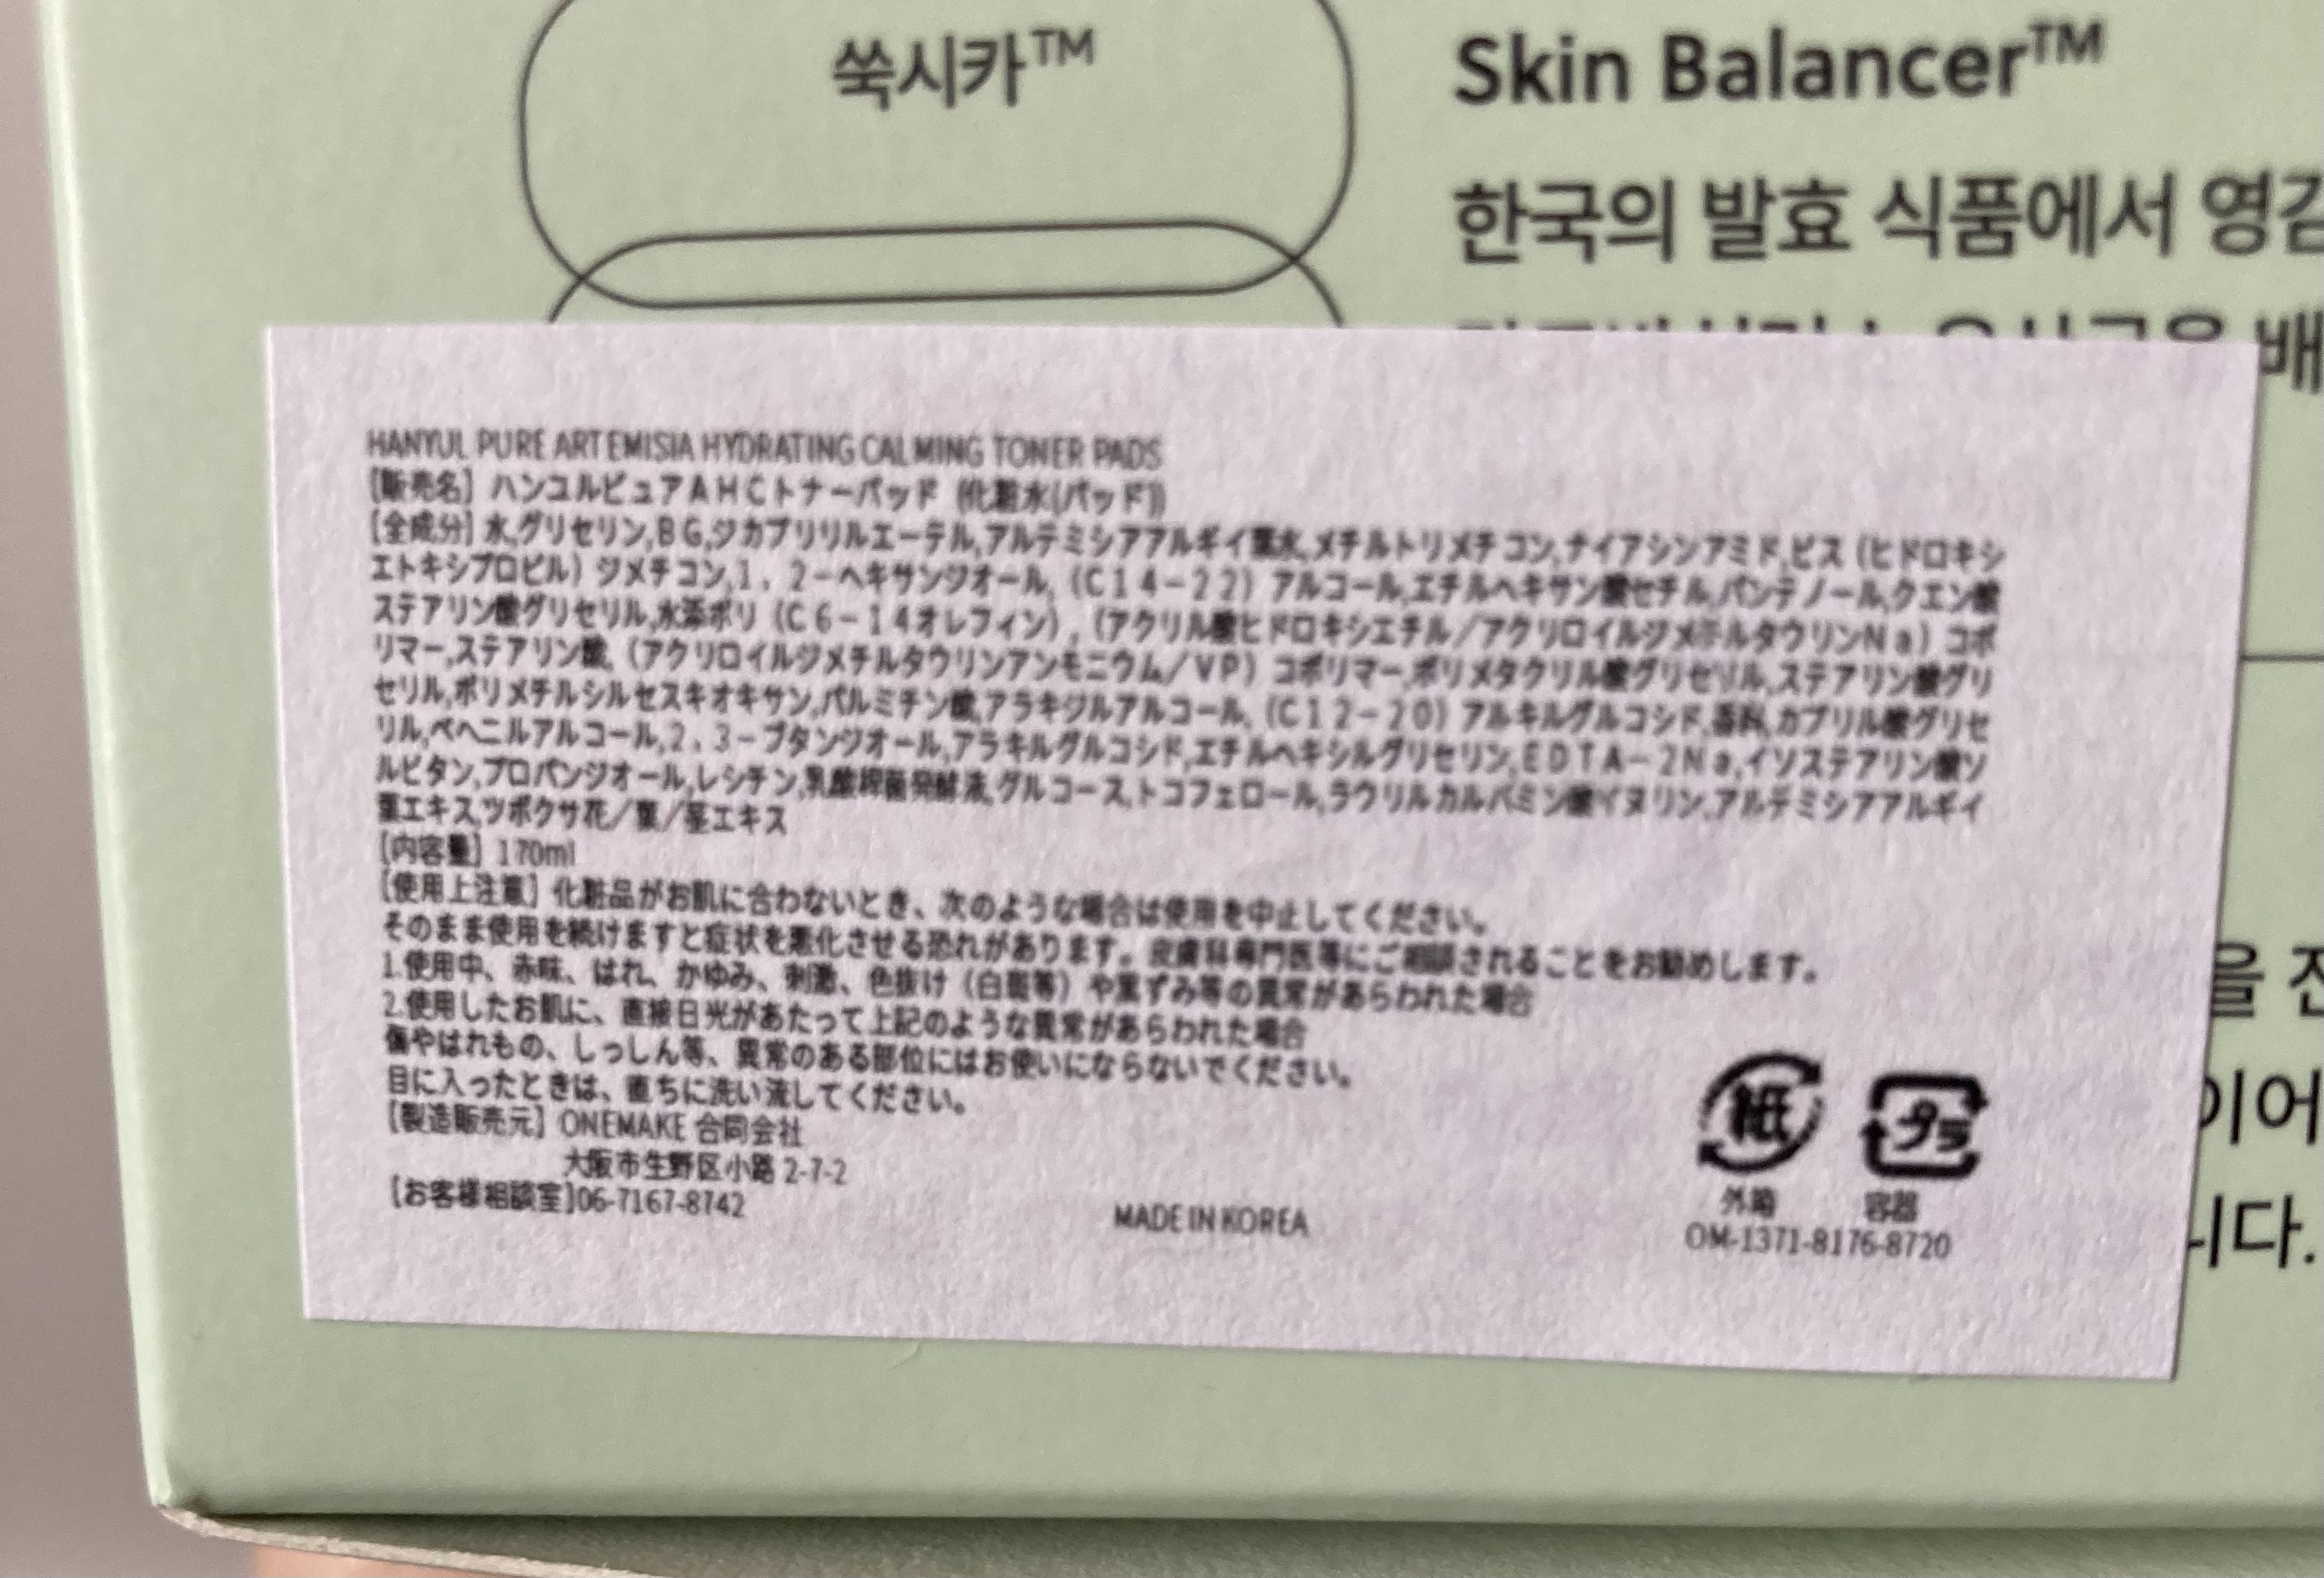 쑥시카™
Skin Balancer™
한국의 발효 식품에서 영감
배
HANYUL PURE ARTEMISIA HYDRATING CALMING TONER PADS
[販売名] ハンユルピュアAHCトナーパッド (化粧水(パッド))
[全成分] 水,グリセリン,BG,ジカプリリルエーテル,アルテミシアアルギイ葉水,メチルトリメチコン,ナイアシンアミド,ビス (ヒドロキシ
エトキシプロピル) ジメチコン,1,2-ヘキサンジオール, (C14-22) アルコール,エチルヘキサン酸セチル,パンテノール,クエン酸
ステアリン酸グリセリル,水添ポリ (C6-14オレフィン) , (アクリル酸ヒドロキシエチル/アクリロイルジメチルタウリンNa) コポ
リマー,ステアリン酸, (アクリロイルジメチルタウリンアンモニウム/VP) コポリマー,ポリメタクリル酸グリセリル,ステアリン酸グリ
セリル,ポリメチルシルセスキオキサン,パルミチン酸,アラキジルアルコール, (C12-20) アルキルグルコシド,香料,カプリル酸グリセ
リル,ベヘニルアルコール,2,3-ブタンジオール,アラキルグルコシド,エチルヘキシルグリセリン,EDTA-2Na,イソステアリン酸ソ
ルビタン,プロパンジオール,レシチン,乳酸桿菌発酵液,グルコース,トコフェロール,ラウリルカルバミン酸イヌリン,アルテミシアアルギイ
葉エキス,ツボクサ花/葉/茎エキス
[内容量] 170ml
[使用上注意] 化粧品がお肌に合わないとき、次のような場合は使用を中止してください。
そのまま使用を続けますと症状を悪化させる恐れがあります。皮膚科専門医等にご相談されることをお勧めします。
1.使用中、赤味、はれ、かゆみ、刺激、色抜け (白斑等) や黒ずみ等の異常があらわれた場合
2.使用したお肌に、直接日光があたって上記のような異常があらわれた場合
傷やはれもの、しっしん等、異常のある部位にはお使いにならないでください。
目に入ったときは、直ちに洗い流してください。
[製造販売元] ONEMAKE 合同会社
大阪市生野区小路 2-7-2
[お客様相談室]06-7167-8742
MADE IN KOREA
紙 プラ
外箱 容器
OM-1371-8176-8720
을 진
이어
니다.